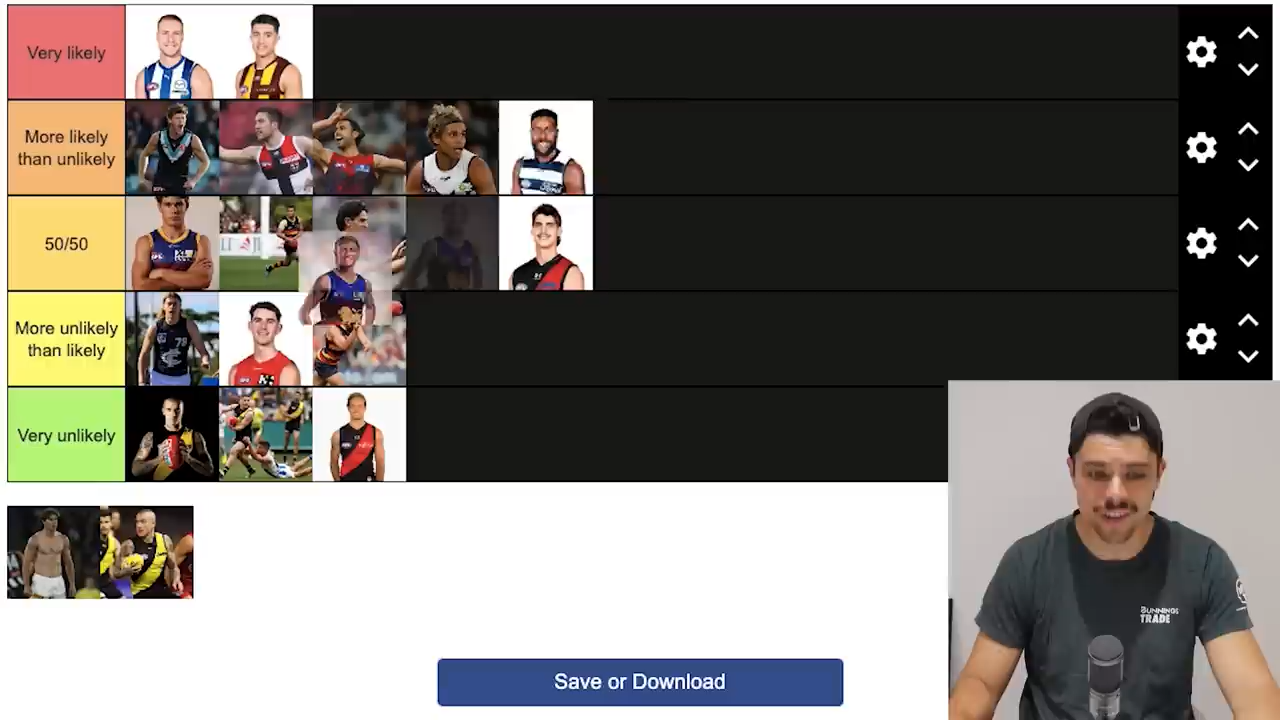 Very likely
More likely
than unlikely
50/50
More unlikely
than likely
78
Very unlikely
Save or Download
BUNNINGS
TRADE